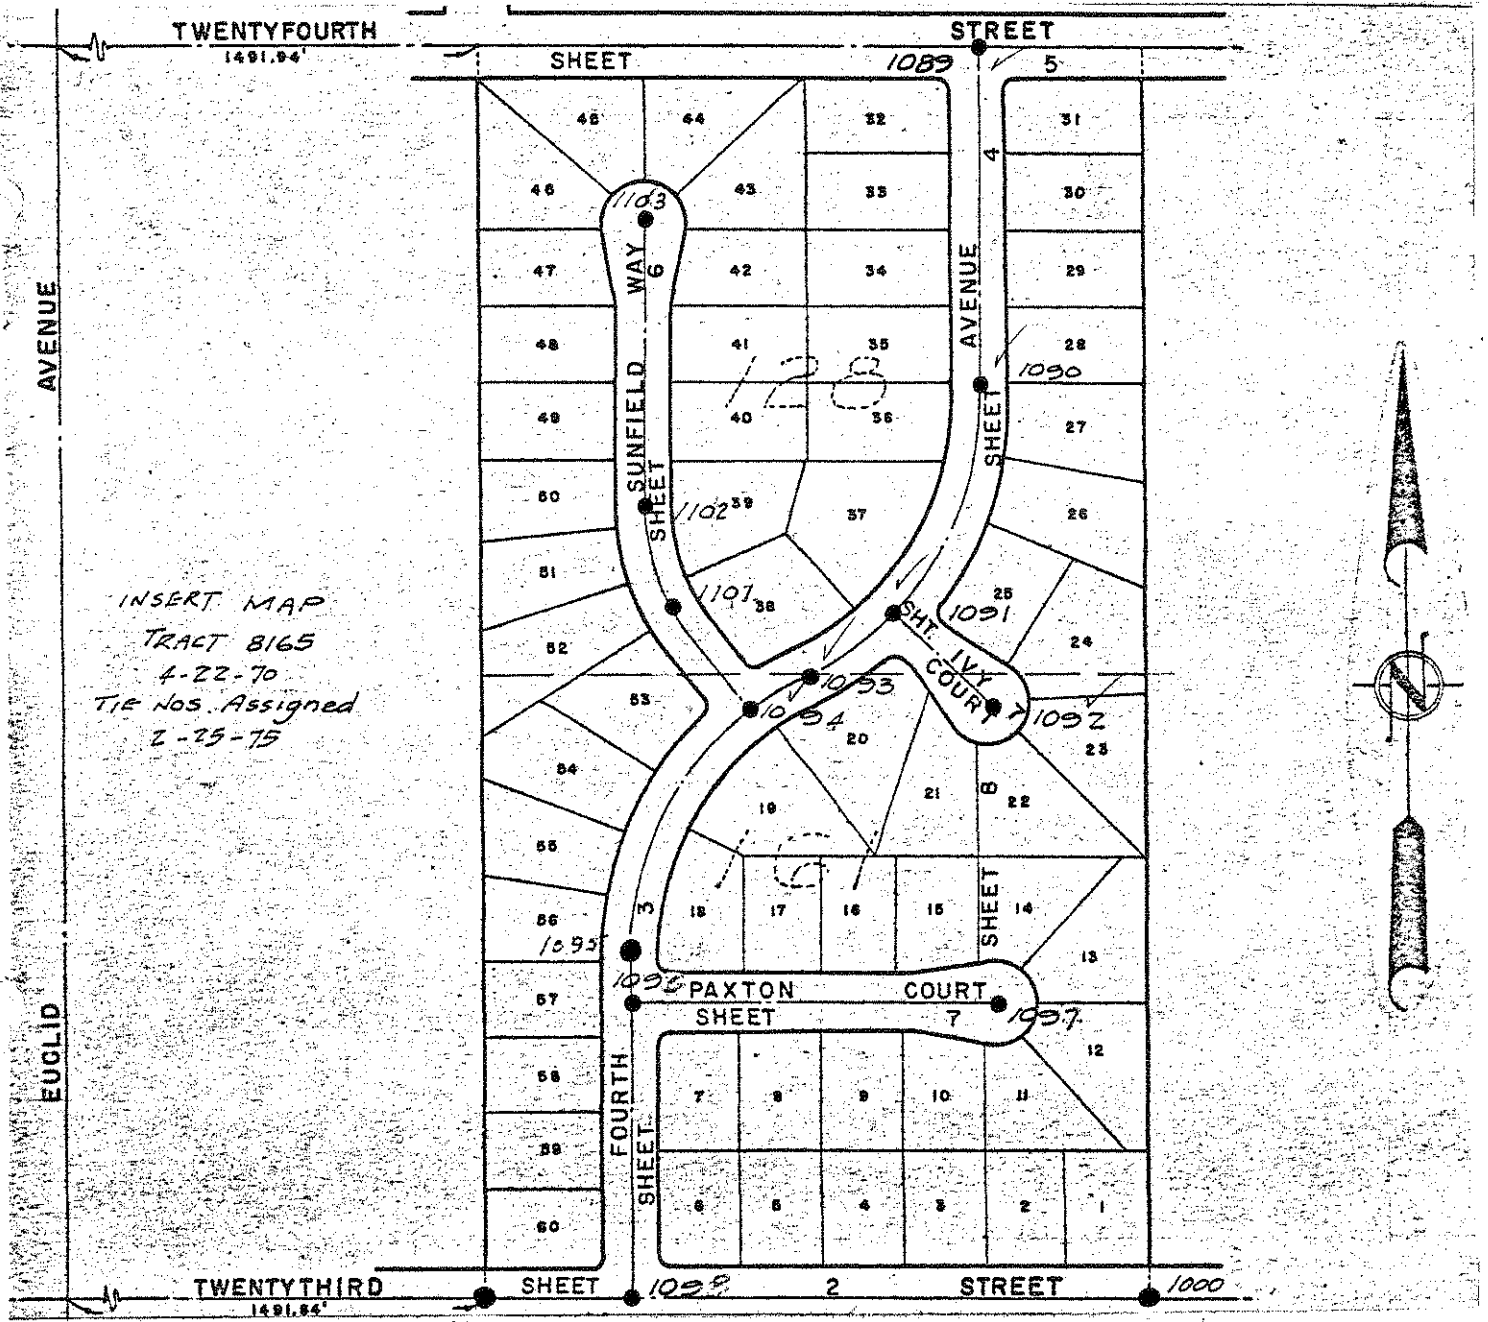 TWENTYFOURTH STREET
1491.94'
SHEET 1089 5
45 44 32 31
4
46 43 33 30
1103
AVENUE WAY 6 AVENUE
47 42 34 29
48 41 35 28
128
1090
SUNFIELD SHEET
49 40 36 27
SHEET
50 1102 39 37 26
INSERT MAP
TRACT 8165
4-22-70
TIE NOS. Assigned
2-25-75
51 1101 38 25
SHT. 1091
IVY COURT
52 24
1093
53 1094 7 1092
20 23
54 21 8 22
19
55
3 SHEET
56 18 17 16 15 14
1095
13
57 PAXTON COURT
SHEET 7 1097
12
EUCLID
58 7 8 9 10 11
FOURTH
SHEET
59
60 6 5 4 3 2 1
TWENTYTHIRD SHEET 2 STREET 1000
1491.84'
N